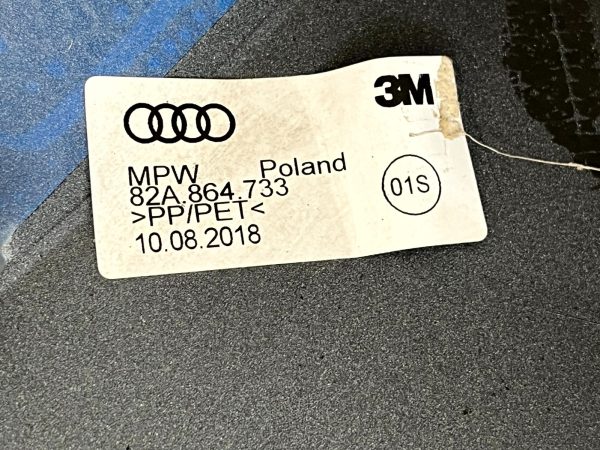 3M
MPW Poland
82A.864.733
>PP/PET<
10.08.2018
01S